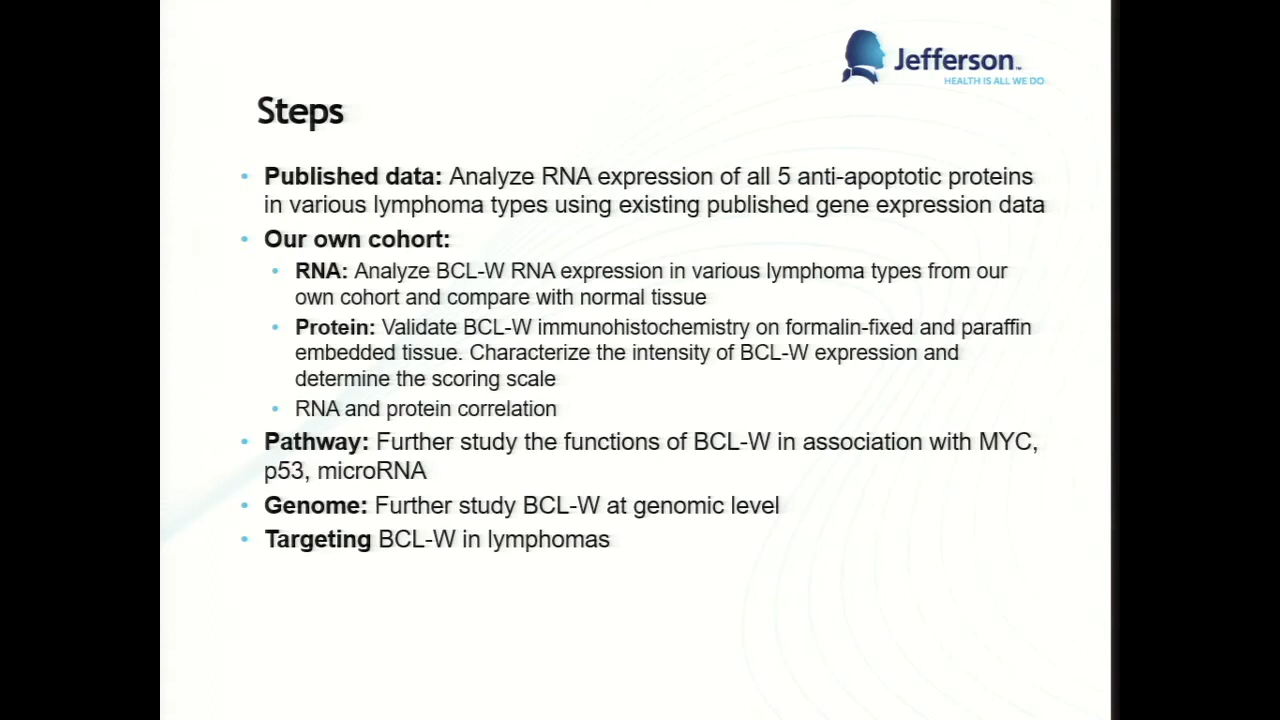 Jefferson™
HEALTH IS ALL WE DO
Steps
• Published data: Analyze RNA expression of all 5 anti-apoptotic proteins
in various lymphoma types using existing published gene expression data
• Our own cohort:
• RNA: Analyze BCL-W RNA expression in various lymphoma types from our
own cohort and compare with normal tissue
• Protein: Validate BCL-W immunohistochemistry on formalin-fixed and paraffin
embedded tissue. Characterize the intensity of BCL-W expression and
determine the scoring scale
• RNA and protein correlation
• Pathway: Further study the functions of BCL-W in association with MYC,
p53, microRNA
• Genome: Further study BCL-W at genomic level
• Targeting BCL-W in lymphomas